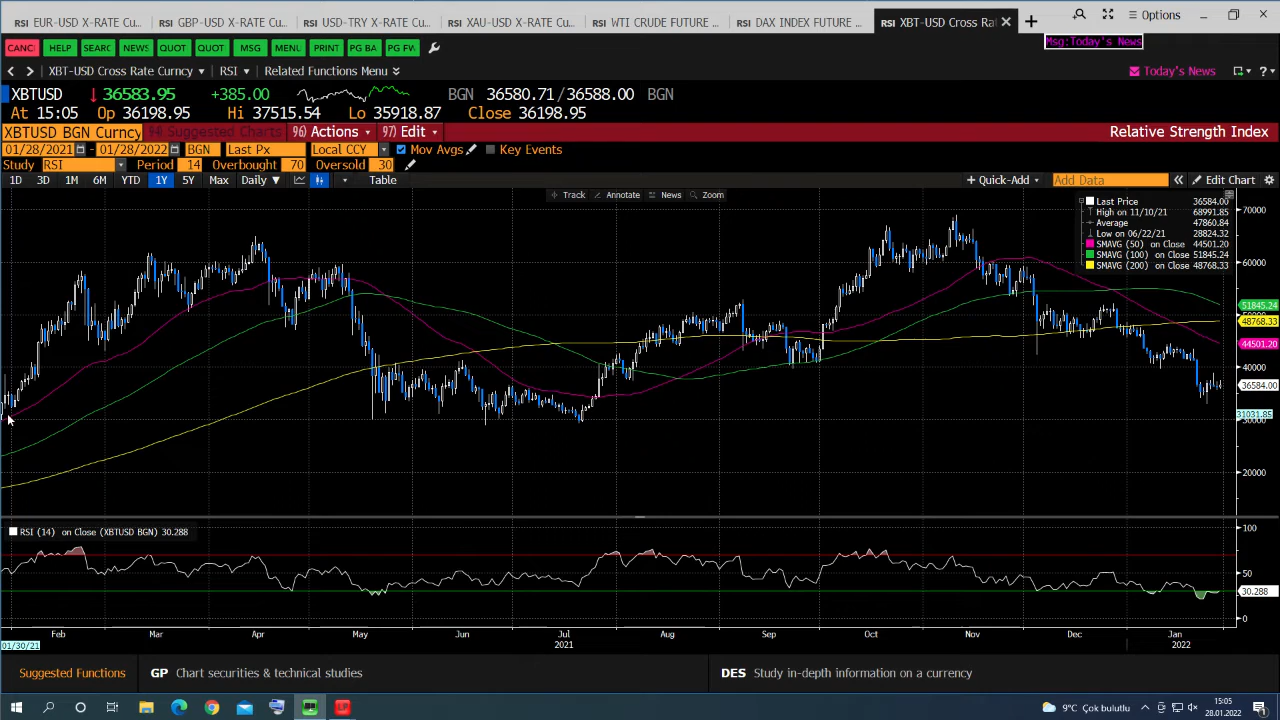 RSI EUR-USD X-RATE Cu... RSI GBP-USD X-RATE Cu... RSI USD-TRY X-RATE Cu... RSI XAU-USD X-RATE Cu... RSI WTI CRUDE FUTURE ... RSI DAX INDEX FUTURE ... RSI XBT-USD Cross Rat Options
CANC HELP SEARC NEWS QUOT QUOT MSG MENU PRINT PG BA PG FW Msg:Today's News
XBT-USD Cross Rate Curncy RSI Related Functions Menu Today's News ?
XBTUSD ↓ 36583.95 +385.00 BGN 36580.71/36588.00 BGN
At 15:05 Op 36198.95 Hi 37515.54 Lo 35918.87 Close 36198.95
XBTUSD BGN Curncy 94) Suggested Charts 96) Actions 97) Edit Relative Strength Index
01/28/2021 - 01/28/2022 BGN Last Px Local CCY Mov Avgs Key Events
Study RSI Period 14 Overbought 70 Oversold 30
1D 3D 1M 6M YTD 1Y 5Y Max Daily Table + Quick-Add Add Data « Edit Chart
Track Annotate News Zoom
Last Price 36584.00
High on 11/10/21 68991.85
Average 47860.84
Low on 06/22/21 28824.32
SMAVG (50) on Close 44501.20
SMAVG (100) on Close 51845.24
SMAVG (200) on Close 48768.33
70000
60000
51845.24
48768.33
44501.20
40000
36584.00
31031.85
20000
RSI (14) on Close (XBTUSD BGN) 30.288
100
50
30.288
0
Feb Mar Apr May Jun Jul Aug Sep Oct Nov Dec Jan
01/30/21 2021 2022
Suggested Functions GP Chart securities & technical studies DES Study in-depth information on a currency
9°C Çok bulutlu 15:05
28.01.2022